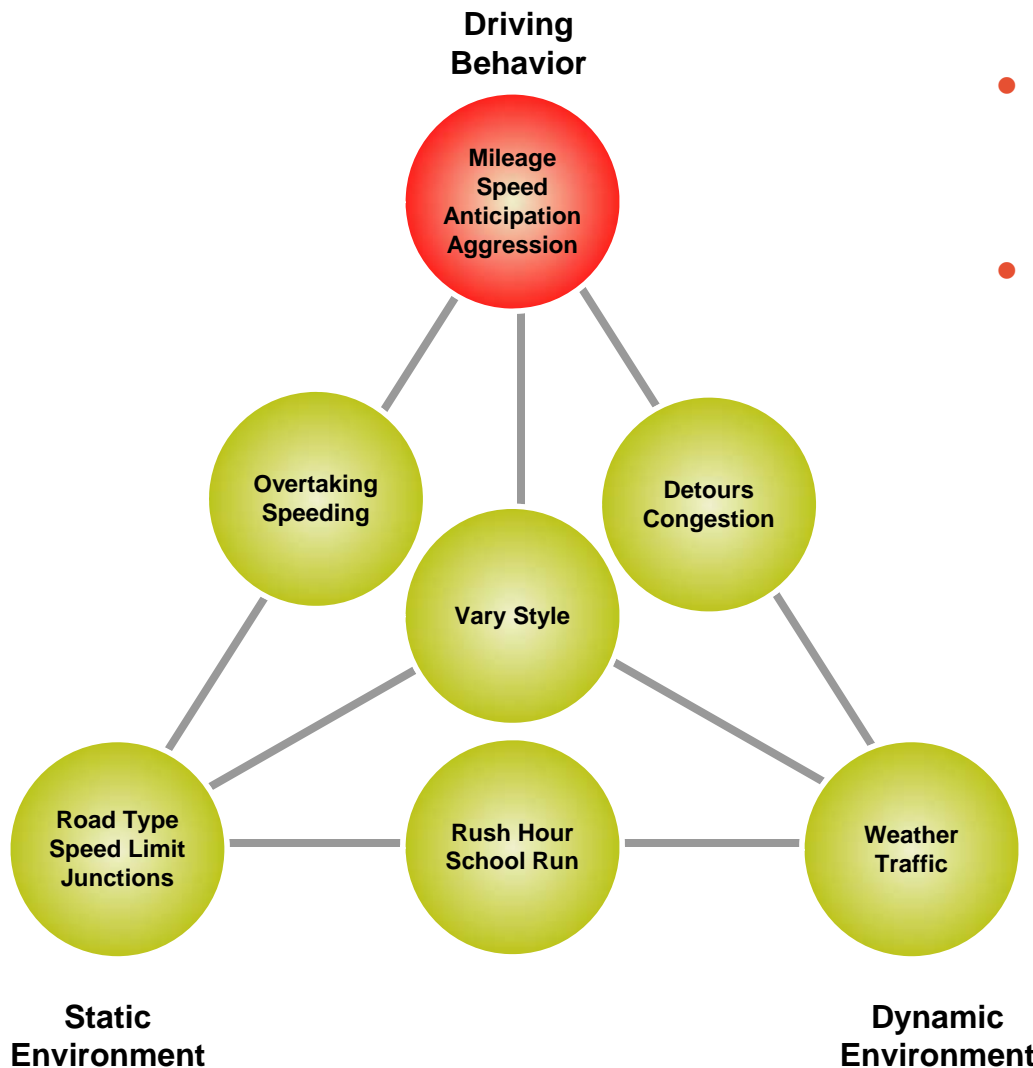 Driving
Behavior
Mileage
Speed
Anticipation
Aggression
Overtaking
Speeding
Detours
Congestion
Vary Style
Road Type
Speed Limit
Junctions
Rush Hour
School Run
Weather
Traffic
Static
Environment
Dynamic
Environment